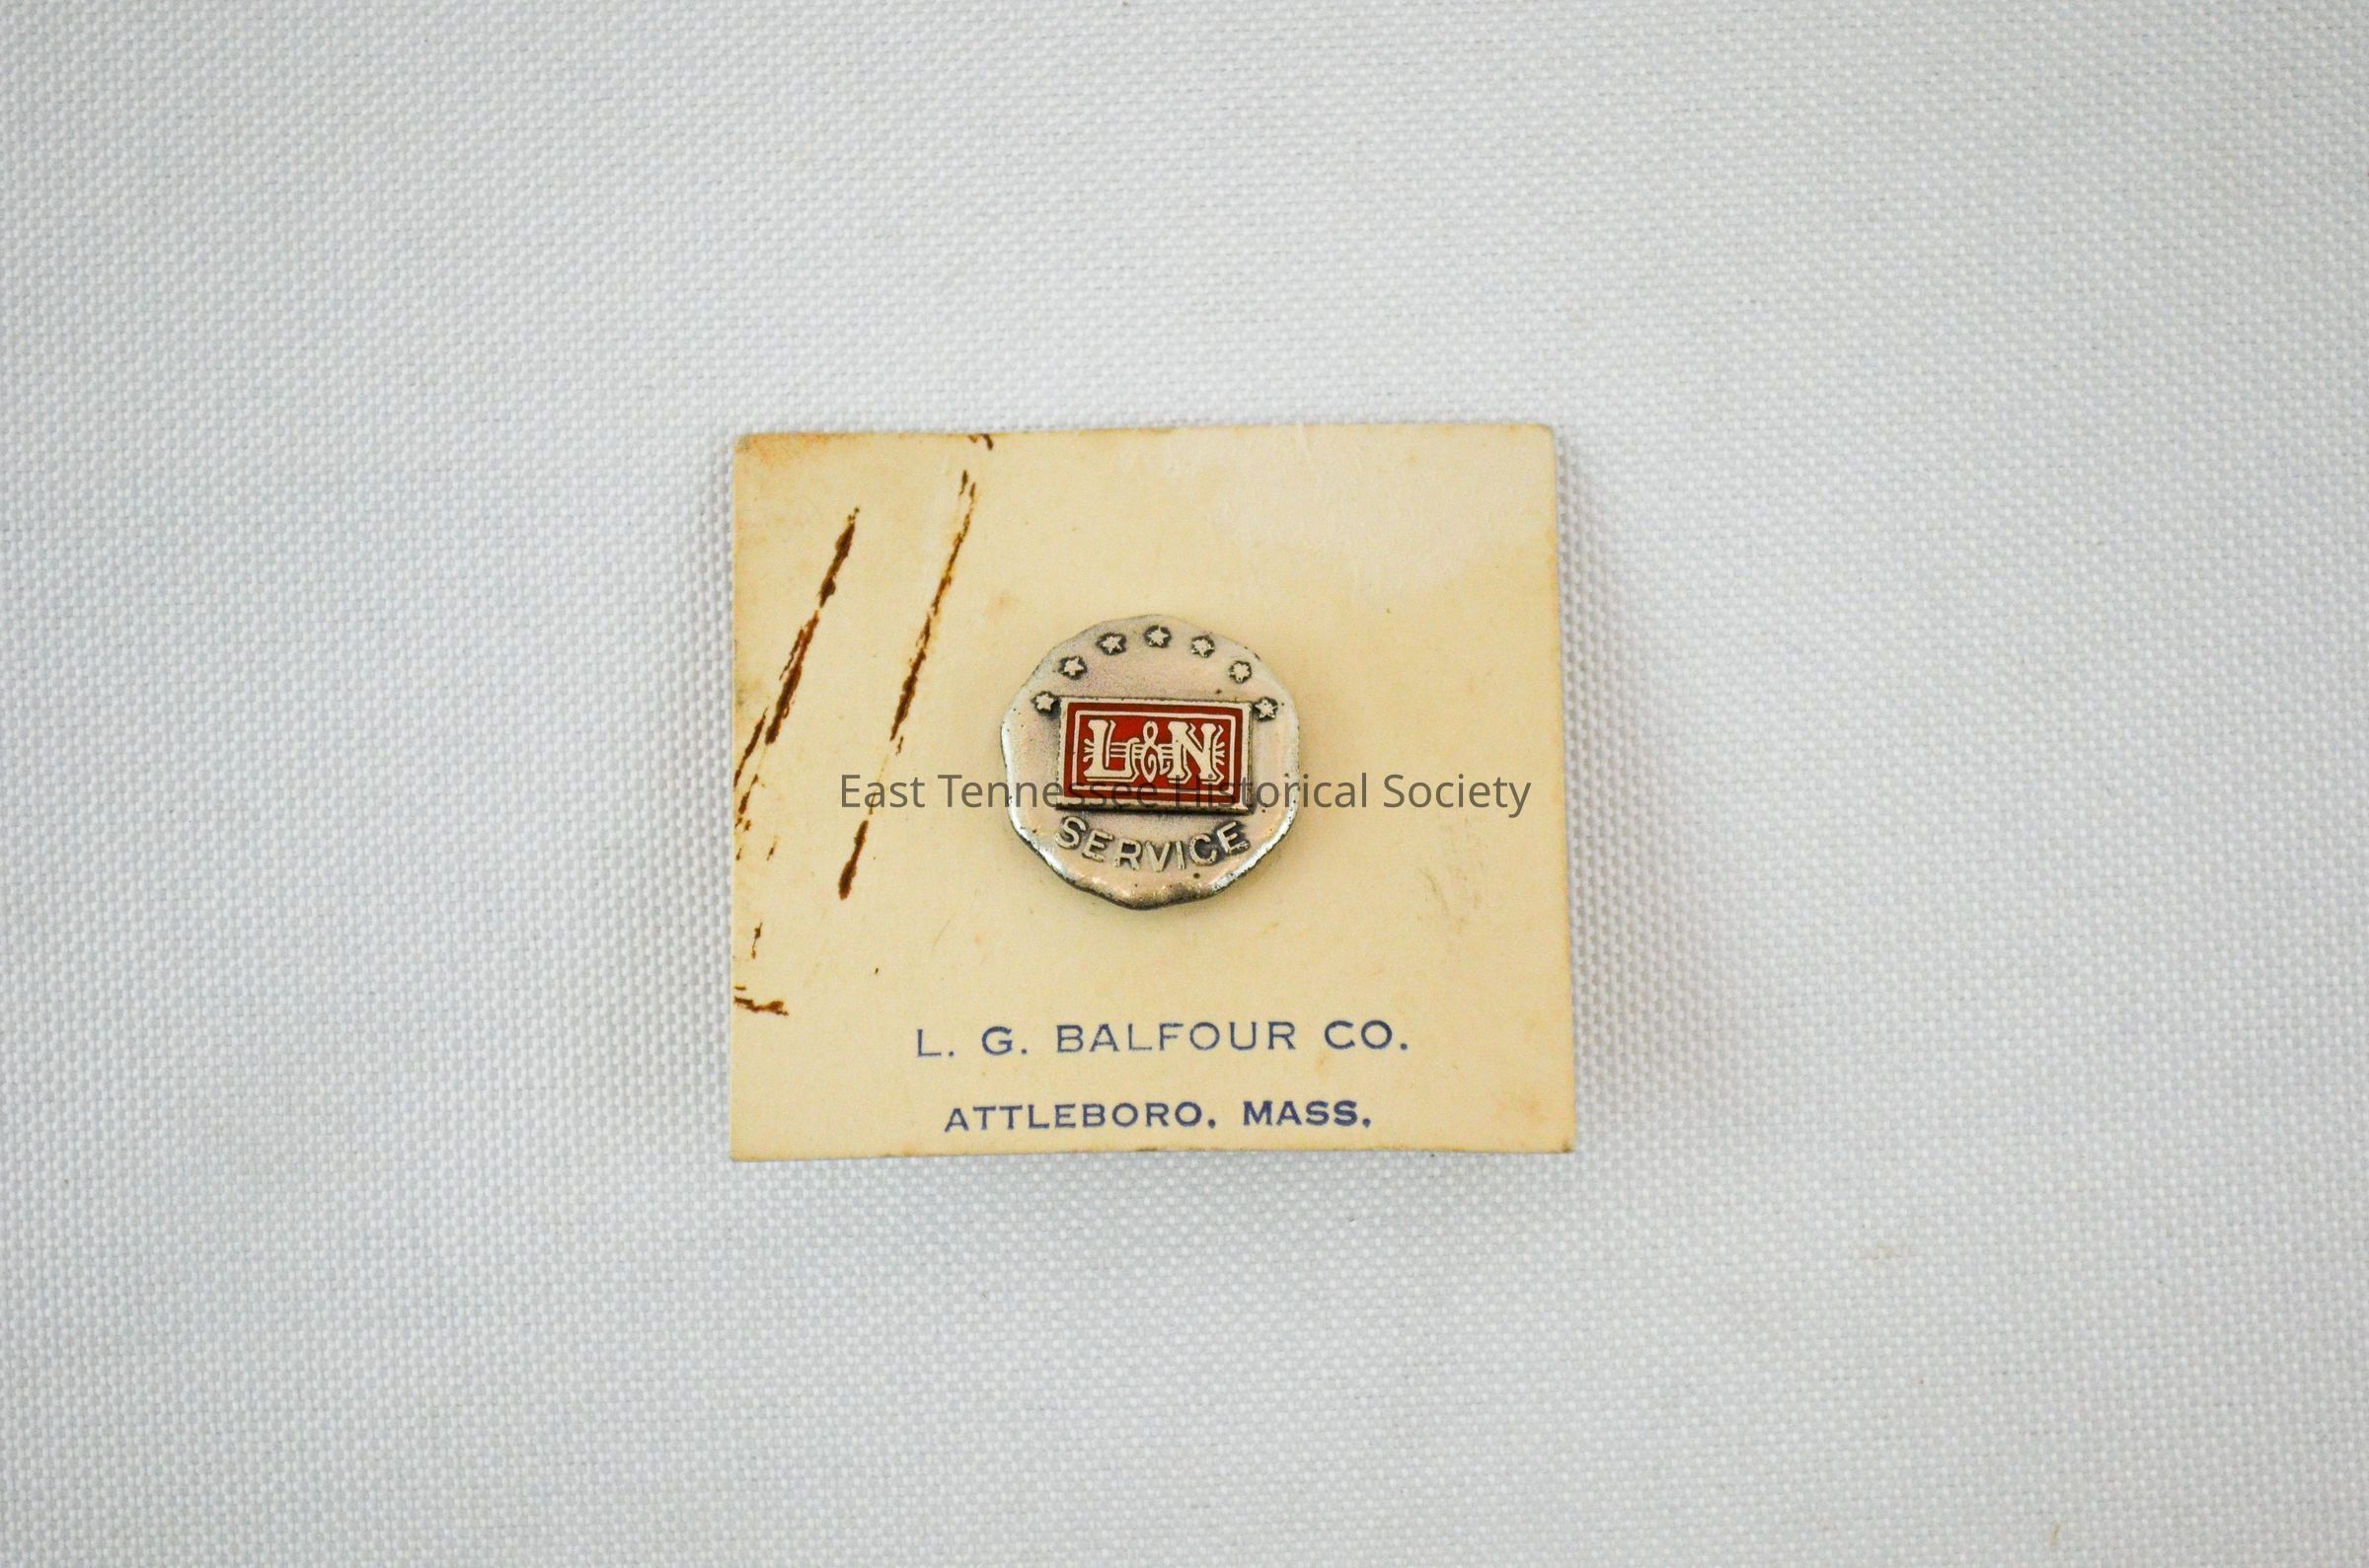 L&N
East Tennessee Historical Society
SERVICE
L. G. BALFOUR CO.
ATTLEBORO, MASS.